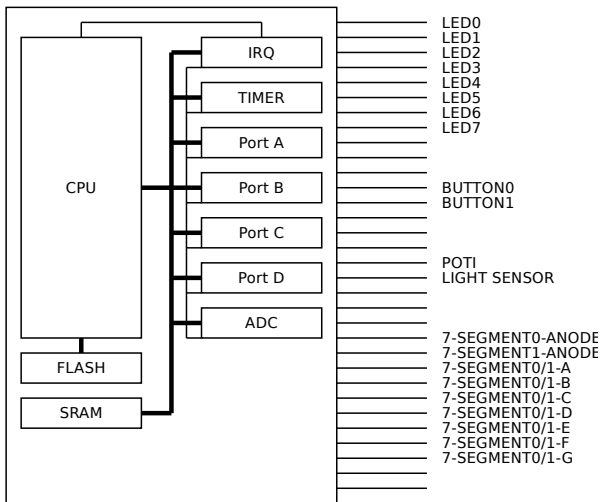 CPU
FLASH
SRAM
IRQ
TIMER
Port A
Port B
Port C
Port D
ADC
LED0
LED1
LED2
LED3
LED4
LED5
LED6
LED7
BUTTON0
BUTTON1
POTI
LIGHT SENSOR
7-SEGMENT0-ANODE
7-SEGMENT1-ANODE
7-SEGMENT0/1-A
7-SEGMENT0/1-B
7-SEGMENT0/1-C
7-SEGMENT0/1-D
7-SEGMENT0/1-E
7-SEGMENT0/1-F
7-SEGMENT0/1-G